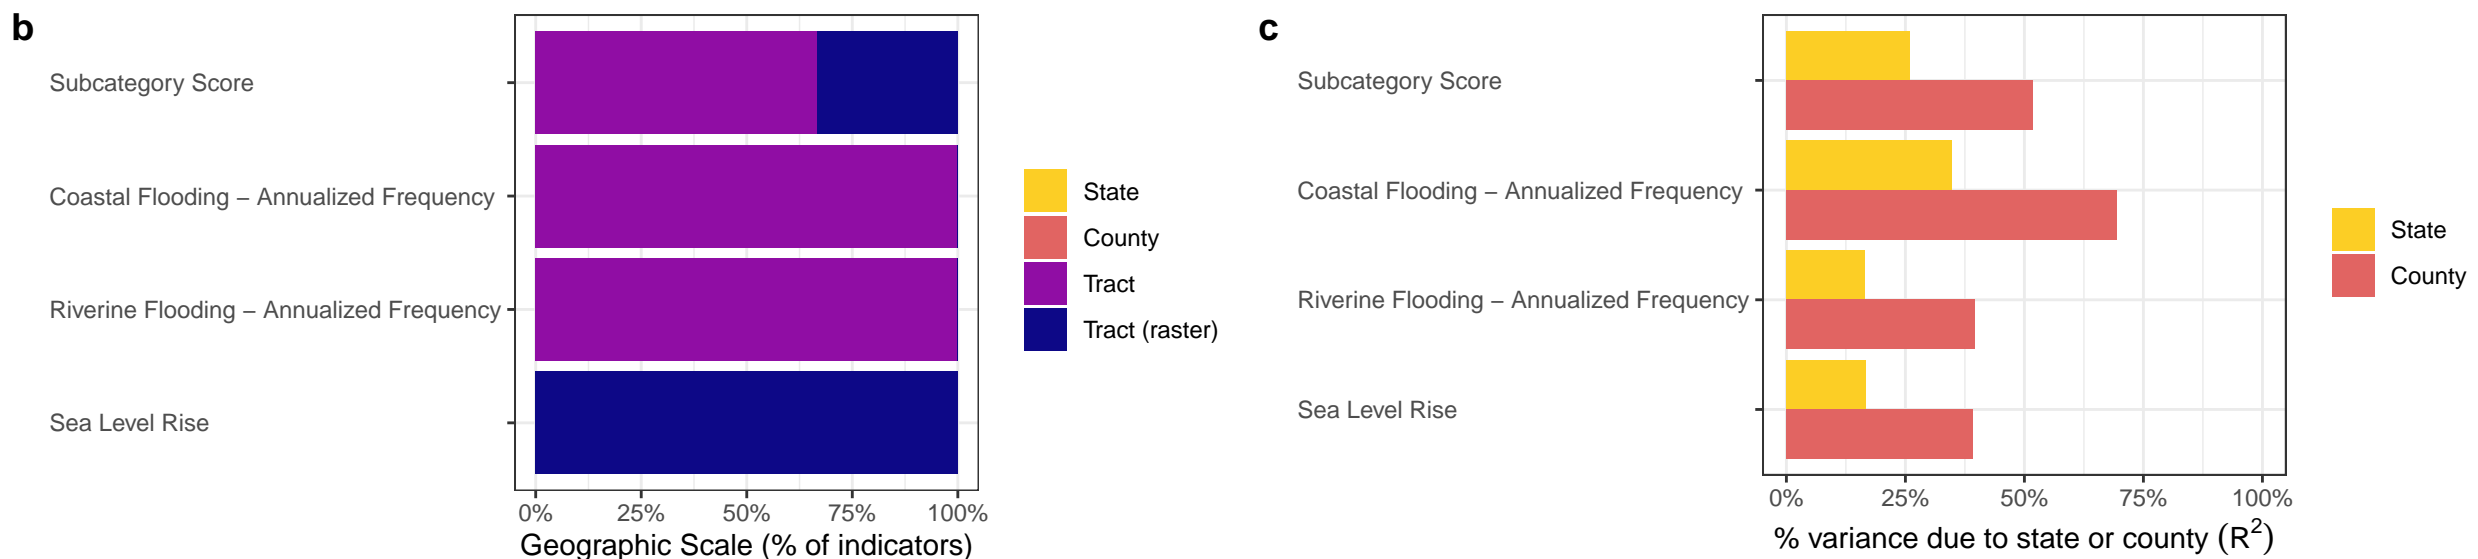 b
Subcategory Score
Coastal Flooding – Annualized Frequency
Riverine Flooding – Annualized Frequency
Sea Level Rise
0% 25% 50% 75% 100%
Geographic Scale (% of indicators)
State
County
Tract
Tract (raster)
c
Subcategory Score
Coastal Flooding – Annualized Frequency
Riverine Flooding – Annualized Frequency
Sea Level Rise
0% 25% 50% 75% 100%
% variance due to state or county (R²)
State
County